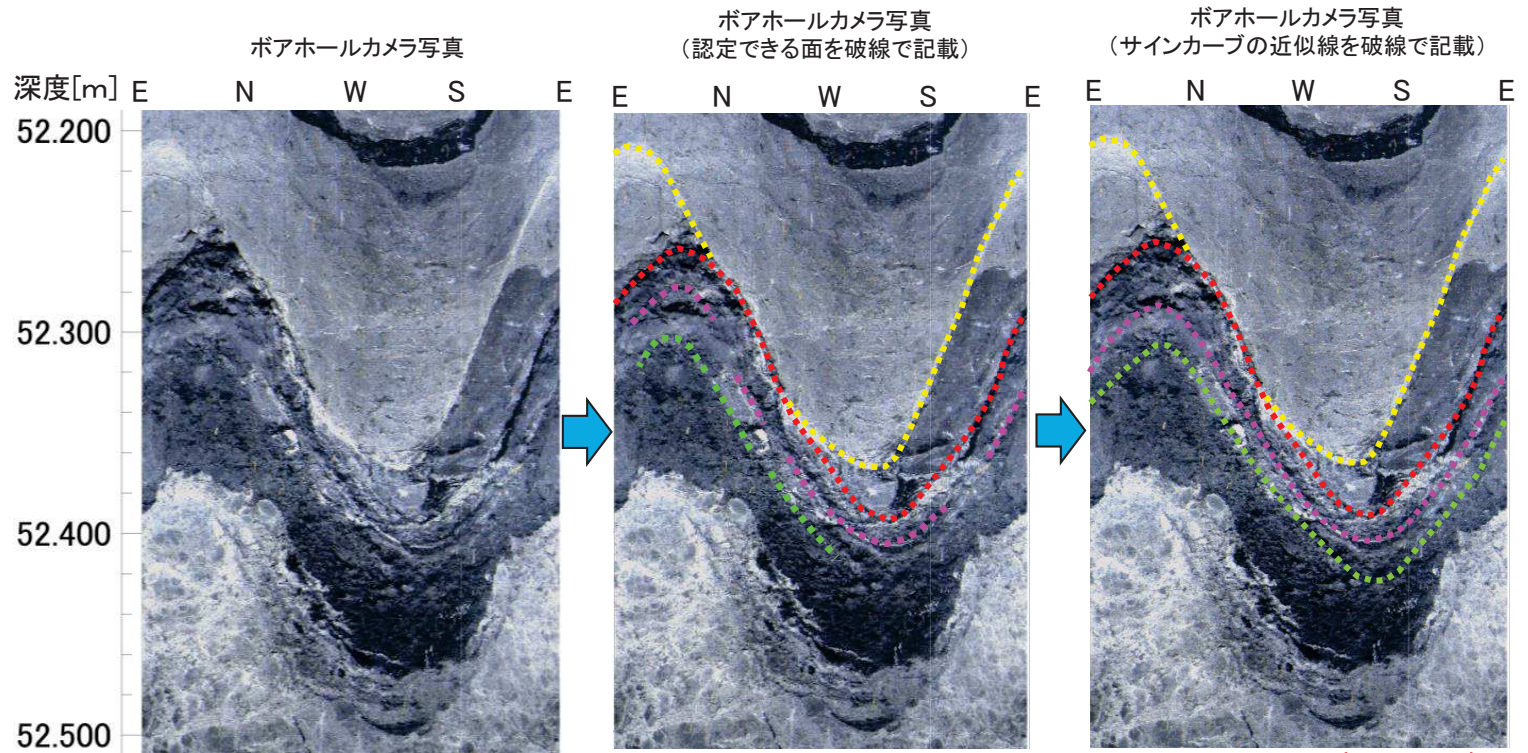 ボアホールカメラ写真
ボアホールカメラ写真
（認定できる面を破線で記載）
ボアホールカメラ写真
（サインカーブの近似線を破線で記載）
深度[m] E N W S E
E N W S E
E N W S E
52.200
52.300
52.400
52.500